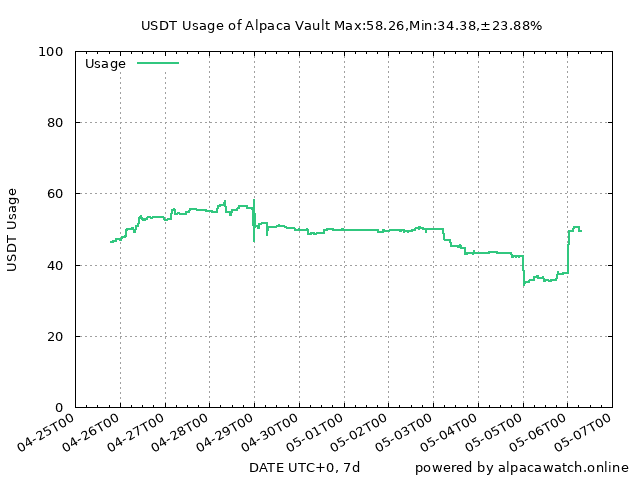 USDT Usage of Alpaca Vault Max:58.26,Min:34.38,±23.88%
Usage
USDT Usage
100
80
60
40
20
0
04-25T00
04-26T00
04-27T00
04-28T00
04-29T00
04-30T00
05-01T00
05-02T00
05-03T00
05-04T00
05-05T00
05-06T00
05-07T00
DATE UTC+0, 7d
powered by alpacawatch.online